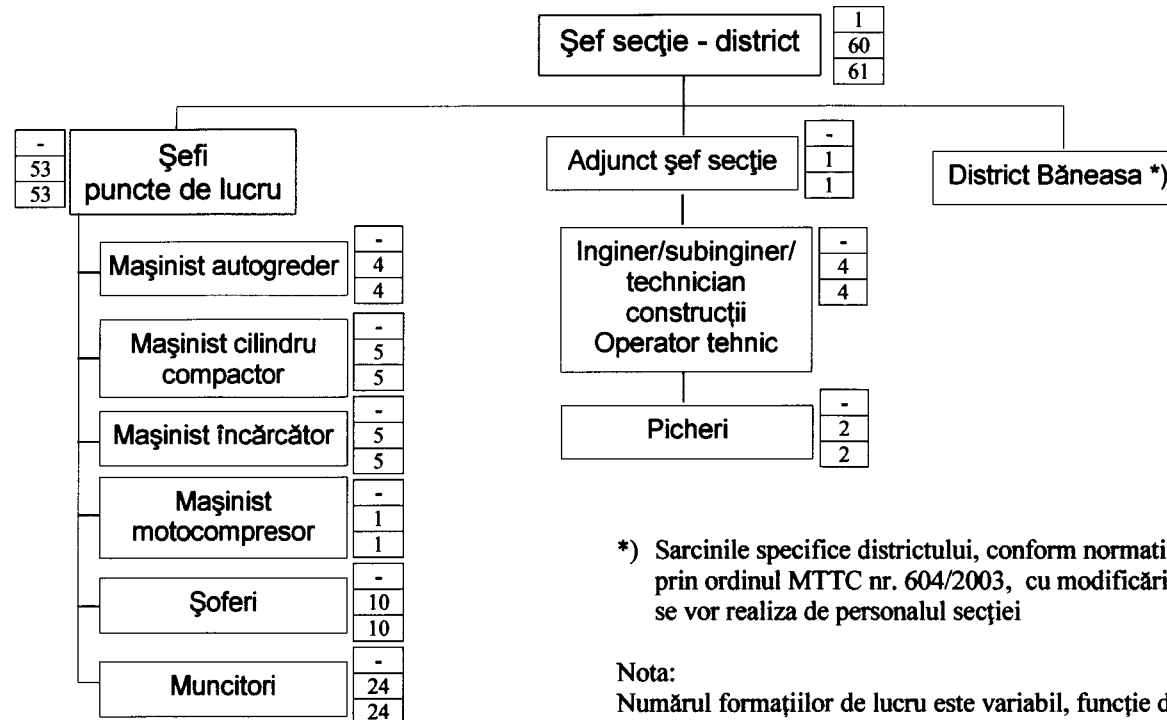 Şef secţie - district
1
60
61
-
53
53
Şefi
puncte de lucru
Adjunct şef secţie
-
1
1
District Băneasa *)
Maşinist autogreder
-
4
4
Maşinist cilindru
compactor
-
5
5
Maşinist încărcător
-
5
5
Maşinist
motocompresor
-
1
1
Şoferi
-
10
10
Muncitori
-
24
24
Inginer/subinginer/
technician
construcţii
Operator tehnic
-
4
4
Picheri
-
2
2
*) Sarcinile specifice districtului, conform normati
prin ordinul MTTC nr. 604/2003, cu modificări
se vor realiza de personalul secţiei
Nota:
Numărul formaţiilor de lucru este variabil, funcţie d